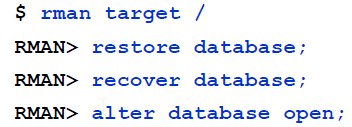 $ rman target /
RMAN> restore database;
RMAN> recover database;
RMAN> alter database open;